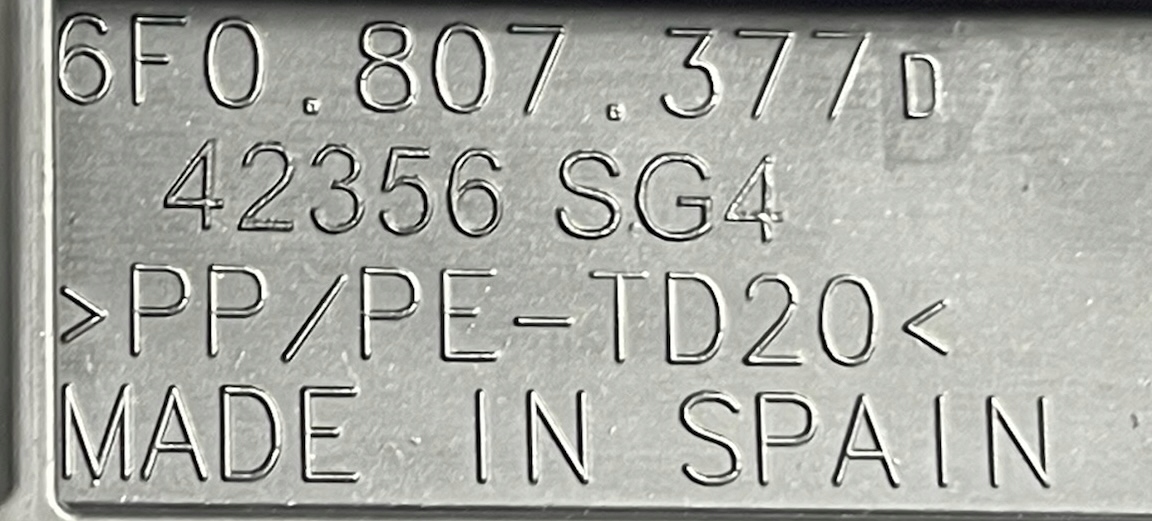 6F0.807.377D
42356 SG4
>PP/PE-TD20<
MADE IN SPAIN